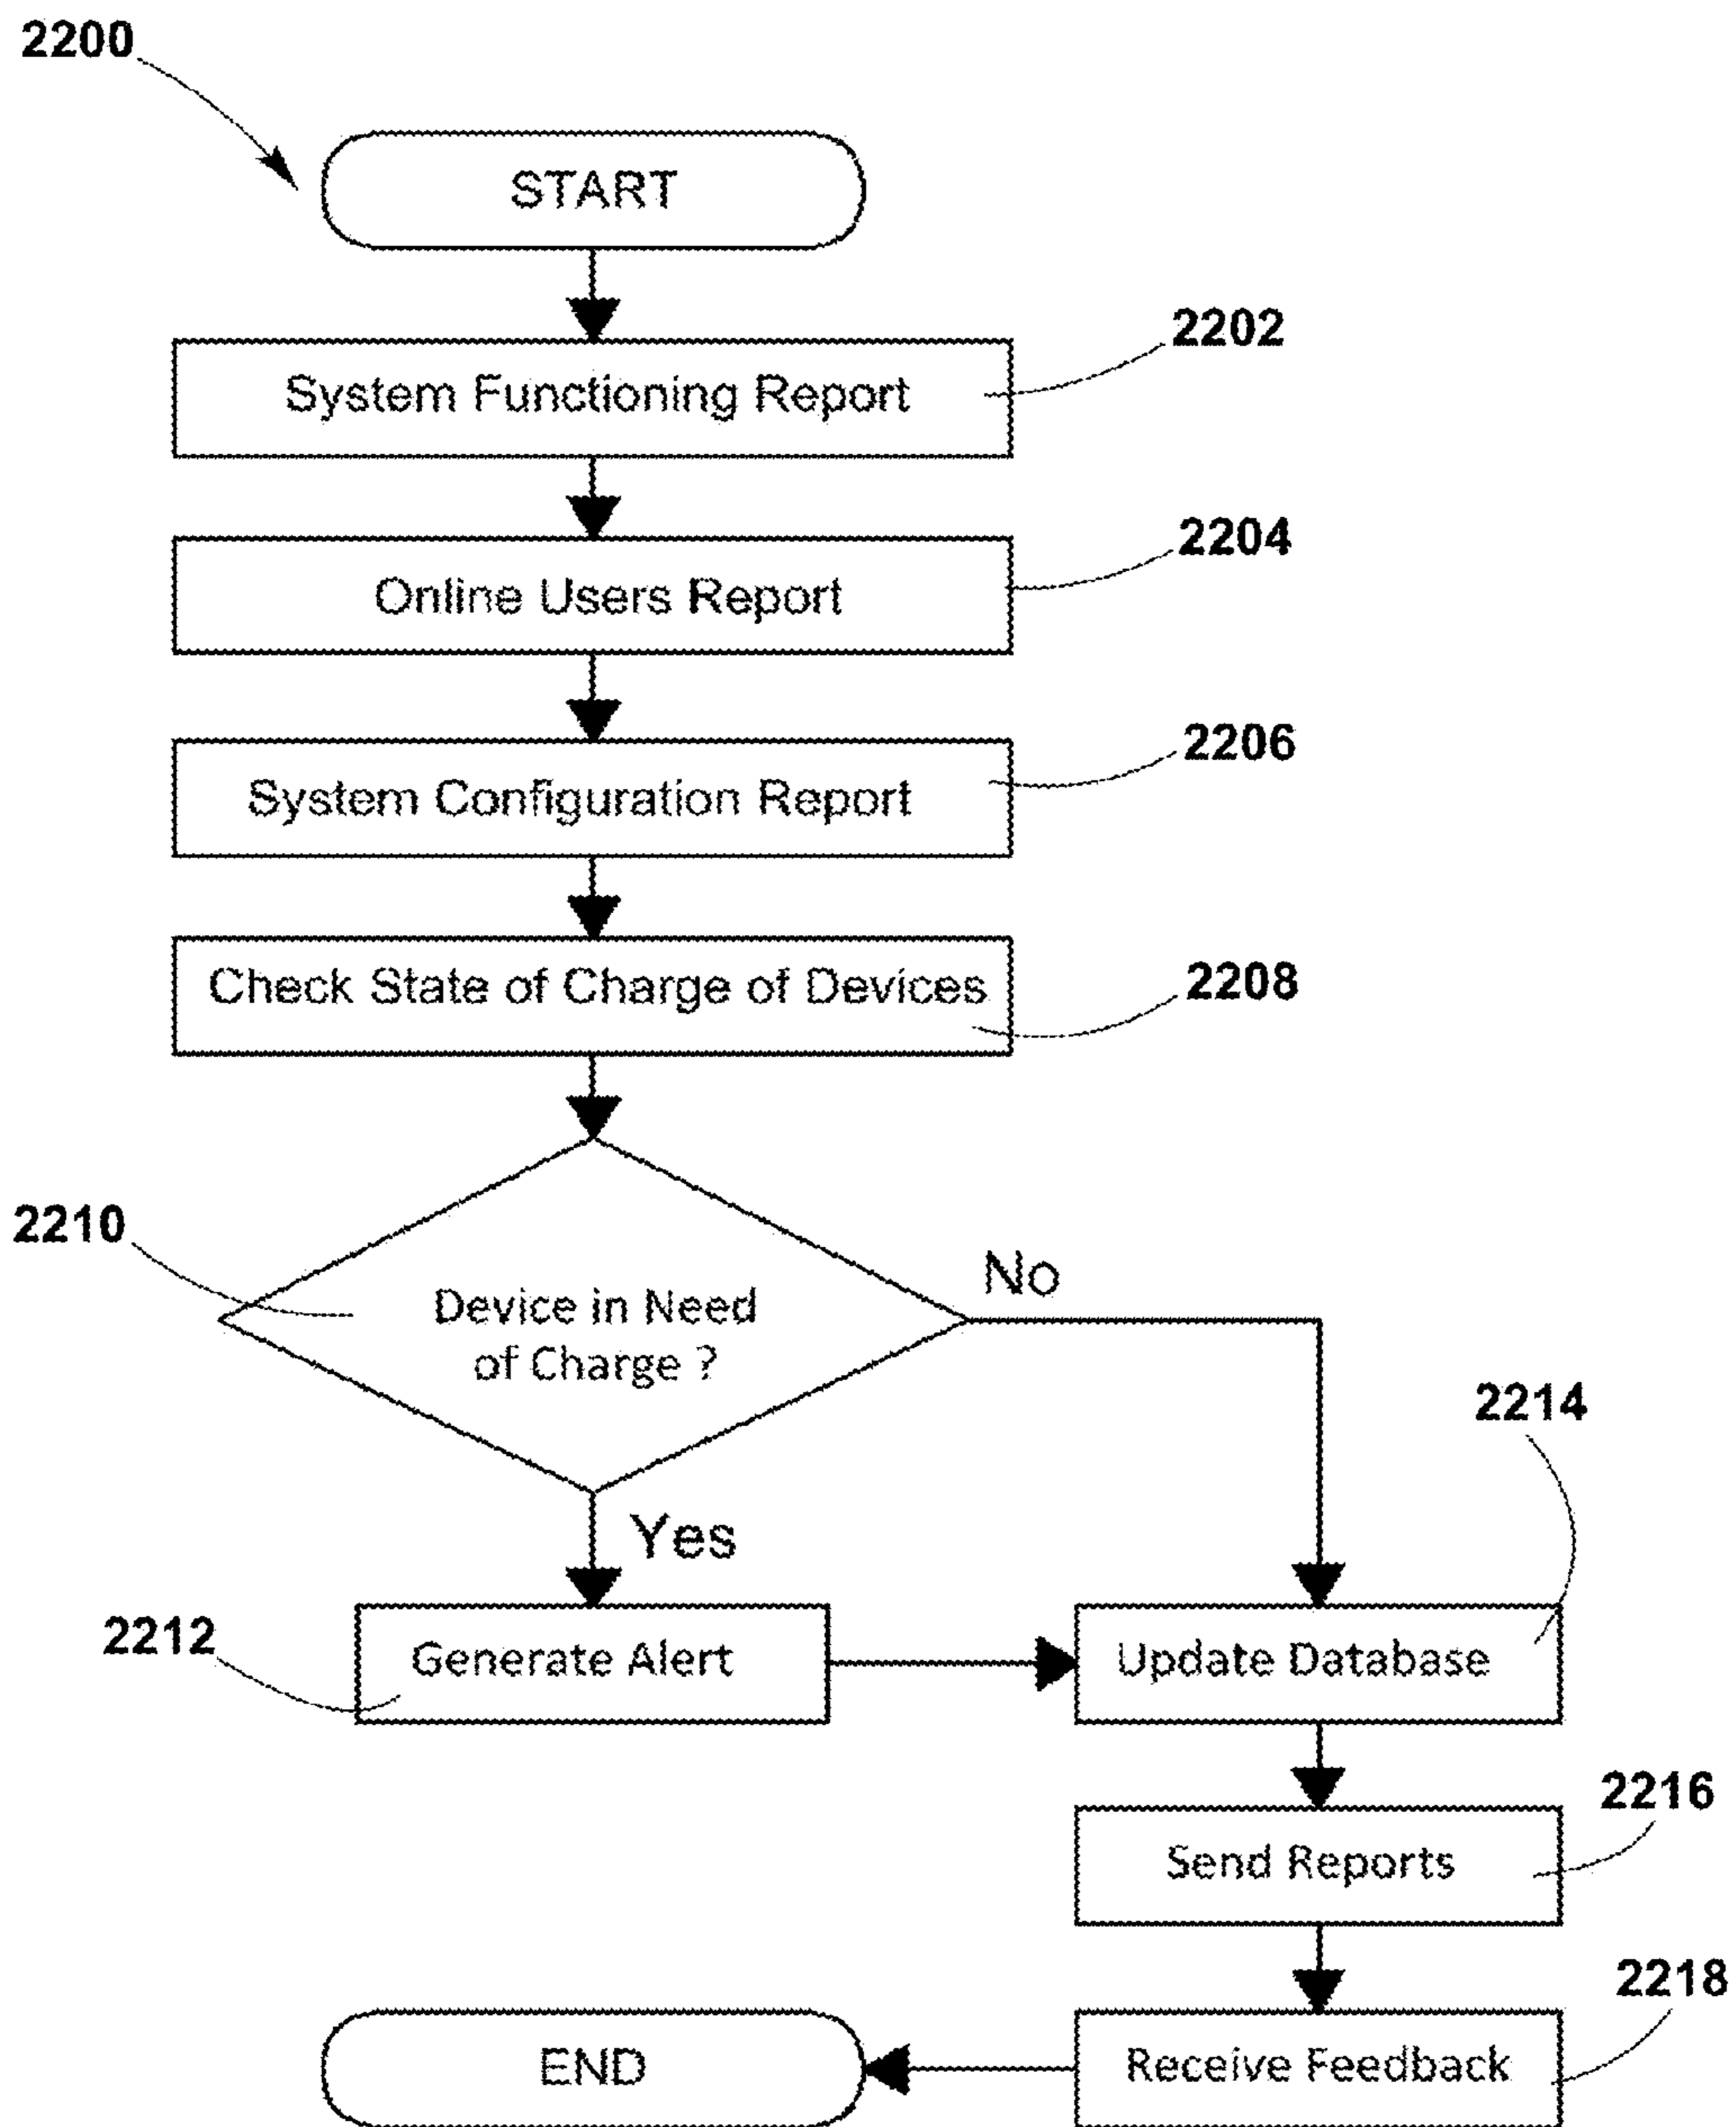 2200
START
2202
System Functioning Report
2204
Online Users Report
2206
System Configuration Report
2208
Check State of Charge of Devices
2210
No
Device in Need
of Charge ?
2214
Yes
2212
Generate Alert
Update Database
2216
Send Reports
2218
END
Receive Feedback